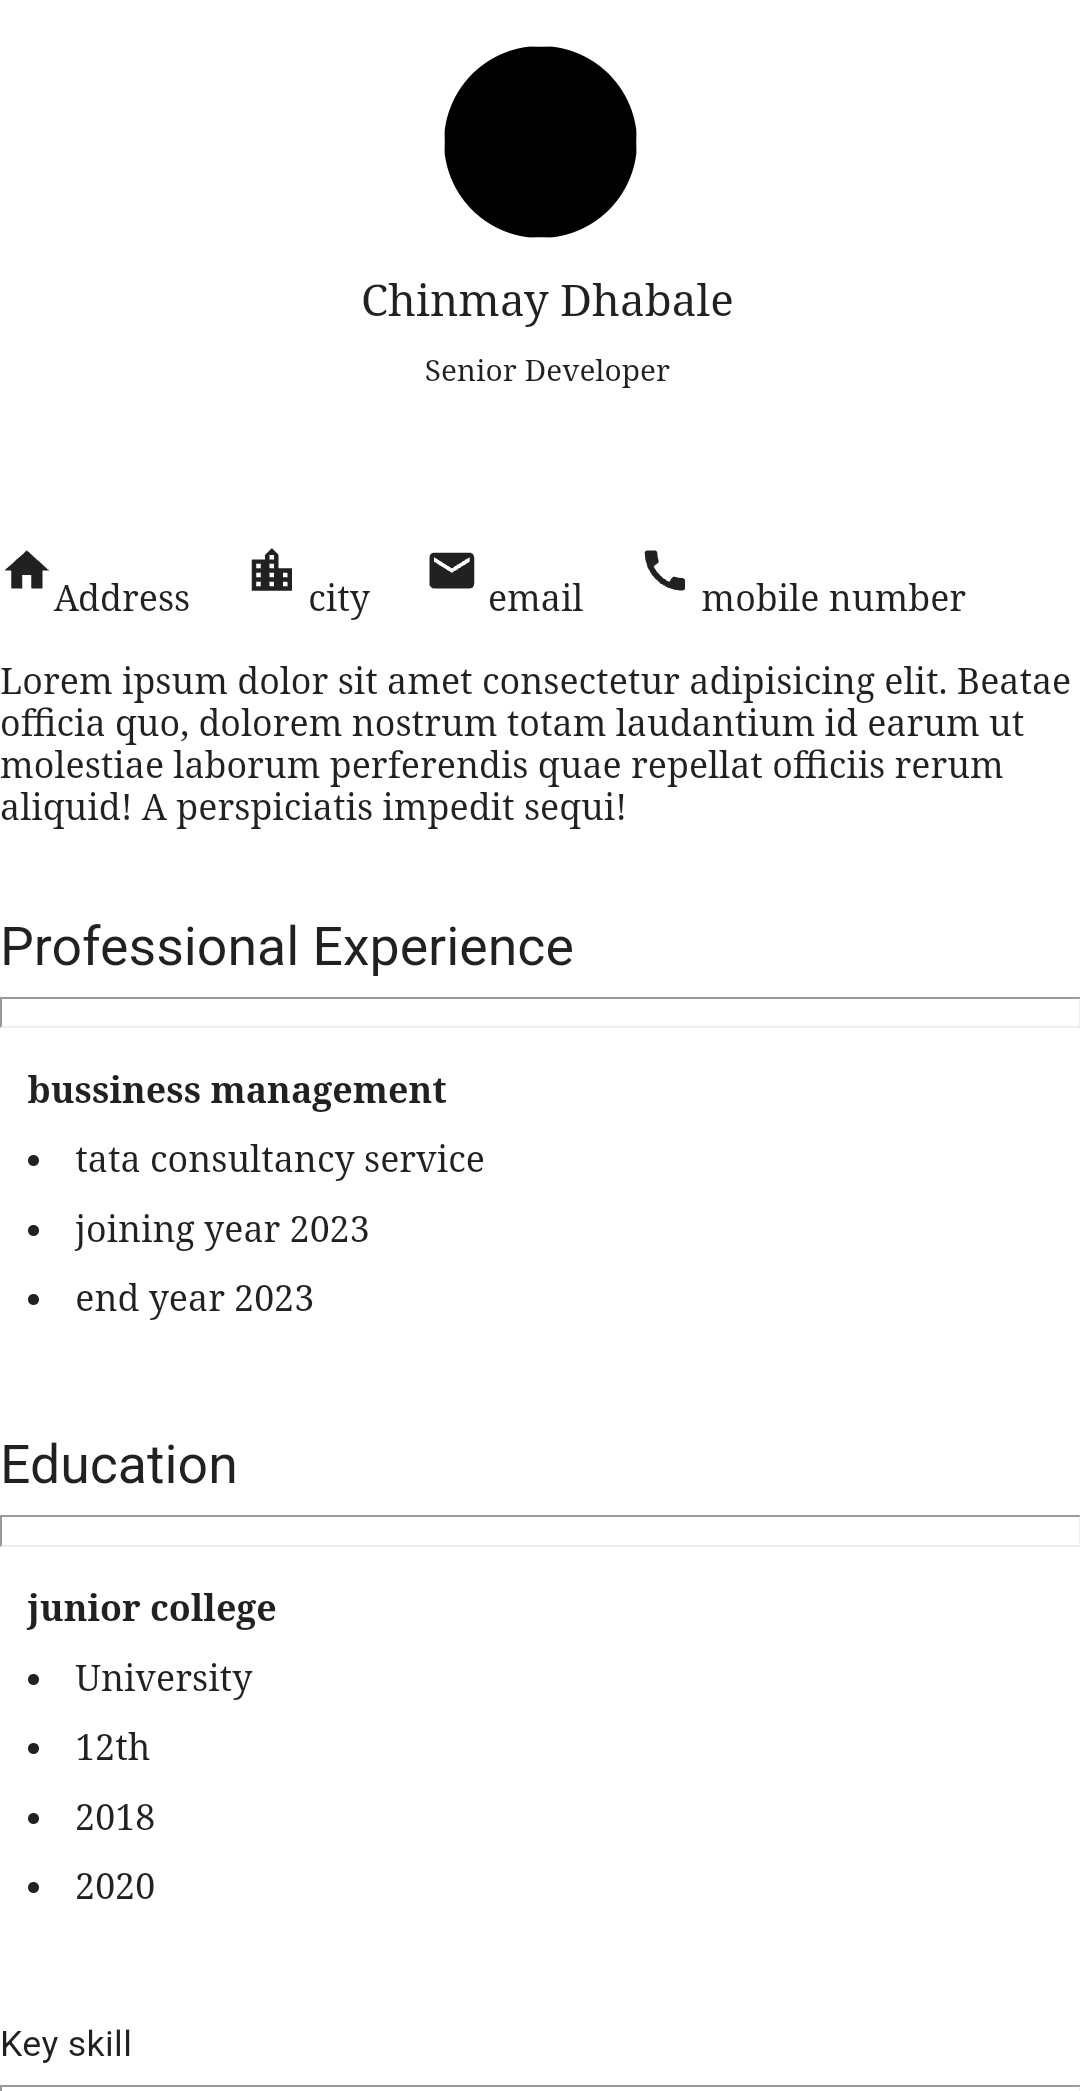 Chinmay Dhabale
Senior Developer
Address city email mobile number
Lorem ipsum dolor sit amet consectetur adipisicing elit. Beatae
officia quo, dolorem nostrum totam laudantium id earum ut
molestiae laborum perferendis quae repellat officiis rerum
aliquid! A perspiciatis impedit sequi!
Professional Experience
bussiness management
• tata consultancy service
• joining year 2023
• end year 2023
Education
junior college
• University
• 12th
• 2018
• 2020
Key skill